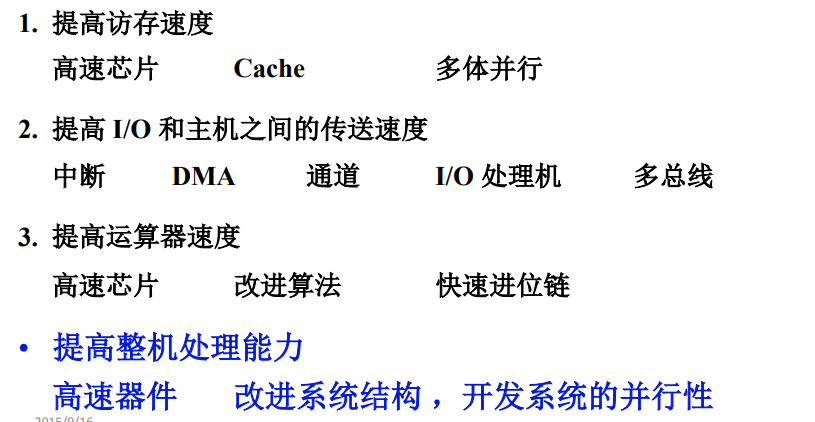 1. 提高访存速度
高速芯片 Cache 多体并行
2. 提高 I/O 和主机之间的传送速度
中断 DMA 通道 I/O 处理机 多总线
3. 提高运算器速度
高速芯片 改进算法 快速进位链
• 提高整机处理能力
高速器件 改进系统结构 ，开发系统的并行性
2015/9/16